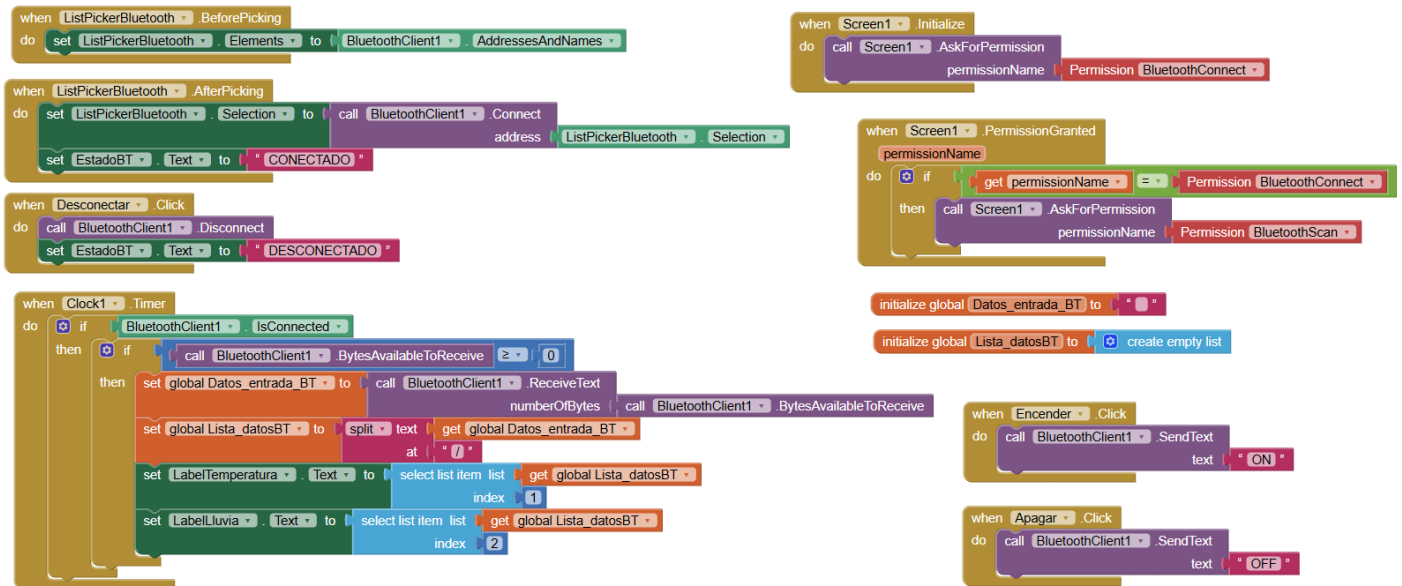 when ListPickerBluetooth .BeforePicking
do set ListPickerBluetooth . Elements to BluetoothClient1 . AddressesAndNames
when ListPickerBluetooth .AfterPicking
do set ListPickerBluetooth . Selection to call BluetoothClient1 .Connect
address ListPickerBluetooth . Selection
set EstadoBT . Text to " CONECTADO "
when Desconectar .Click
do call BluetoothClient1 .Disconnect
set EstadoBT . Text to " DESCONECTADO "
when Clock1 .Timer
do if BluetoothClient1 . IsConnected
then if call BluetoothClient1 .BytesAvailableToReceive ≥ 0
then set global Datos_entrada_BT to call BluetoothClient1 .ReceiveText
numberOfBytes call BluetoothClient1 .BytesAvailableToReceive
set global Lista_datosBT to split text get global Datos_entrada_BT
at " / "
set LabelTemperatura . Text to select list item list get global Lista_datosBT
index 1
set LabelLluvia . Text to select list item list get global Lista_datosBT
index 2
when Screen1 .Initialize
do call Screen1 .AskForPermission
permissionName Permission BluetoothConnect
when Screen1 .PermissionGranted
permissionName
do if get permissionName = Permission BluetoothConnect
then call Screen1 .AskForPermission
permissionName Permission BluetoothScan
initialize global Datos_entrada_BT to " "
initialize global Lista_datosBT to create empty list
when Encender .Click
do call BluetoothClient1 .SendText
text " ON "
when Apagar .Click
do call BluetoothClient1 .SendText
text " OFF "